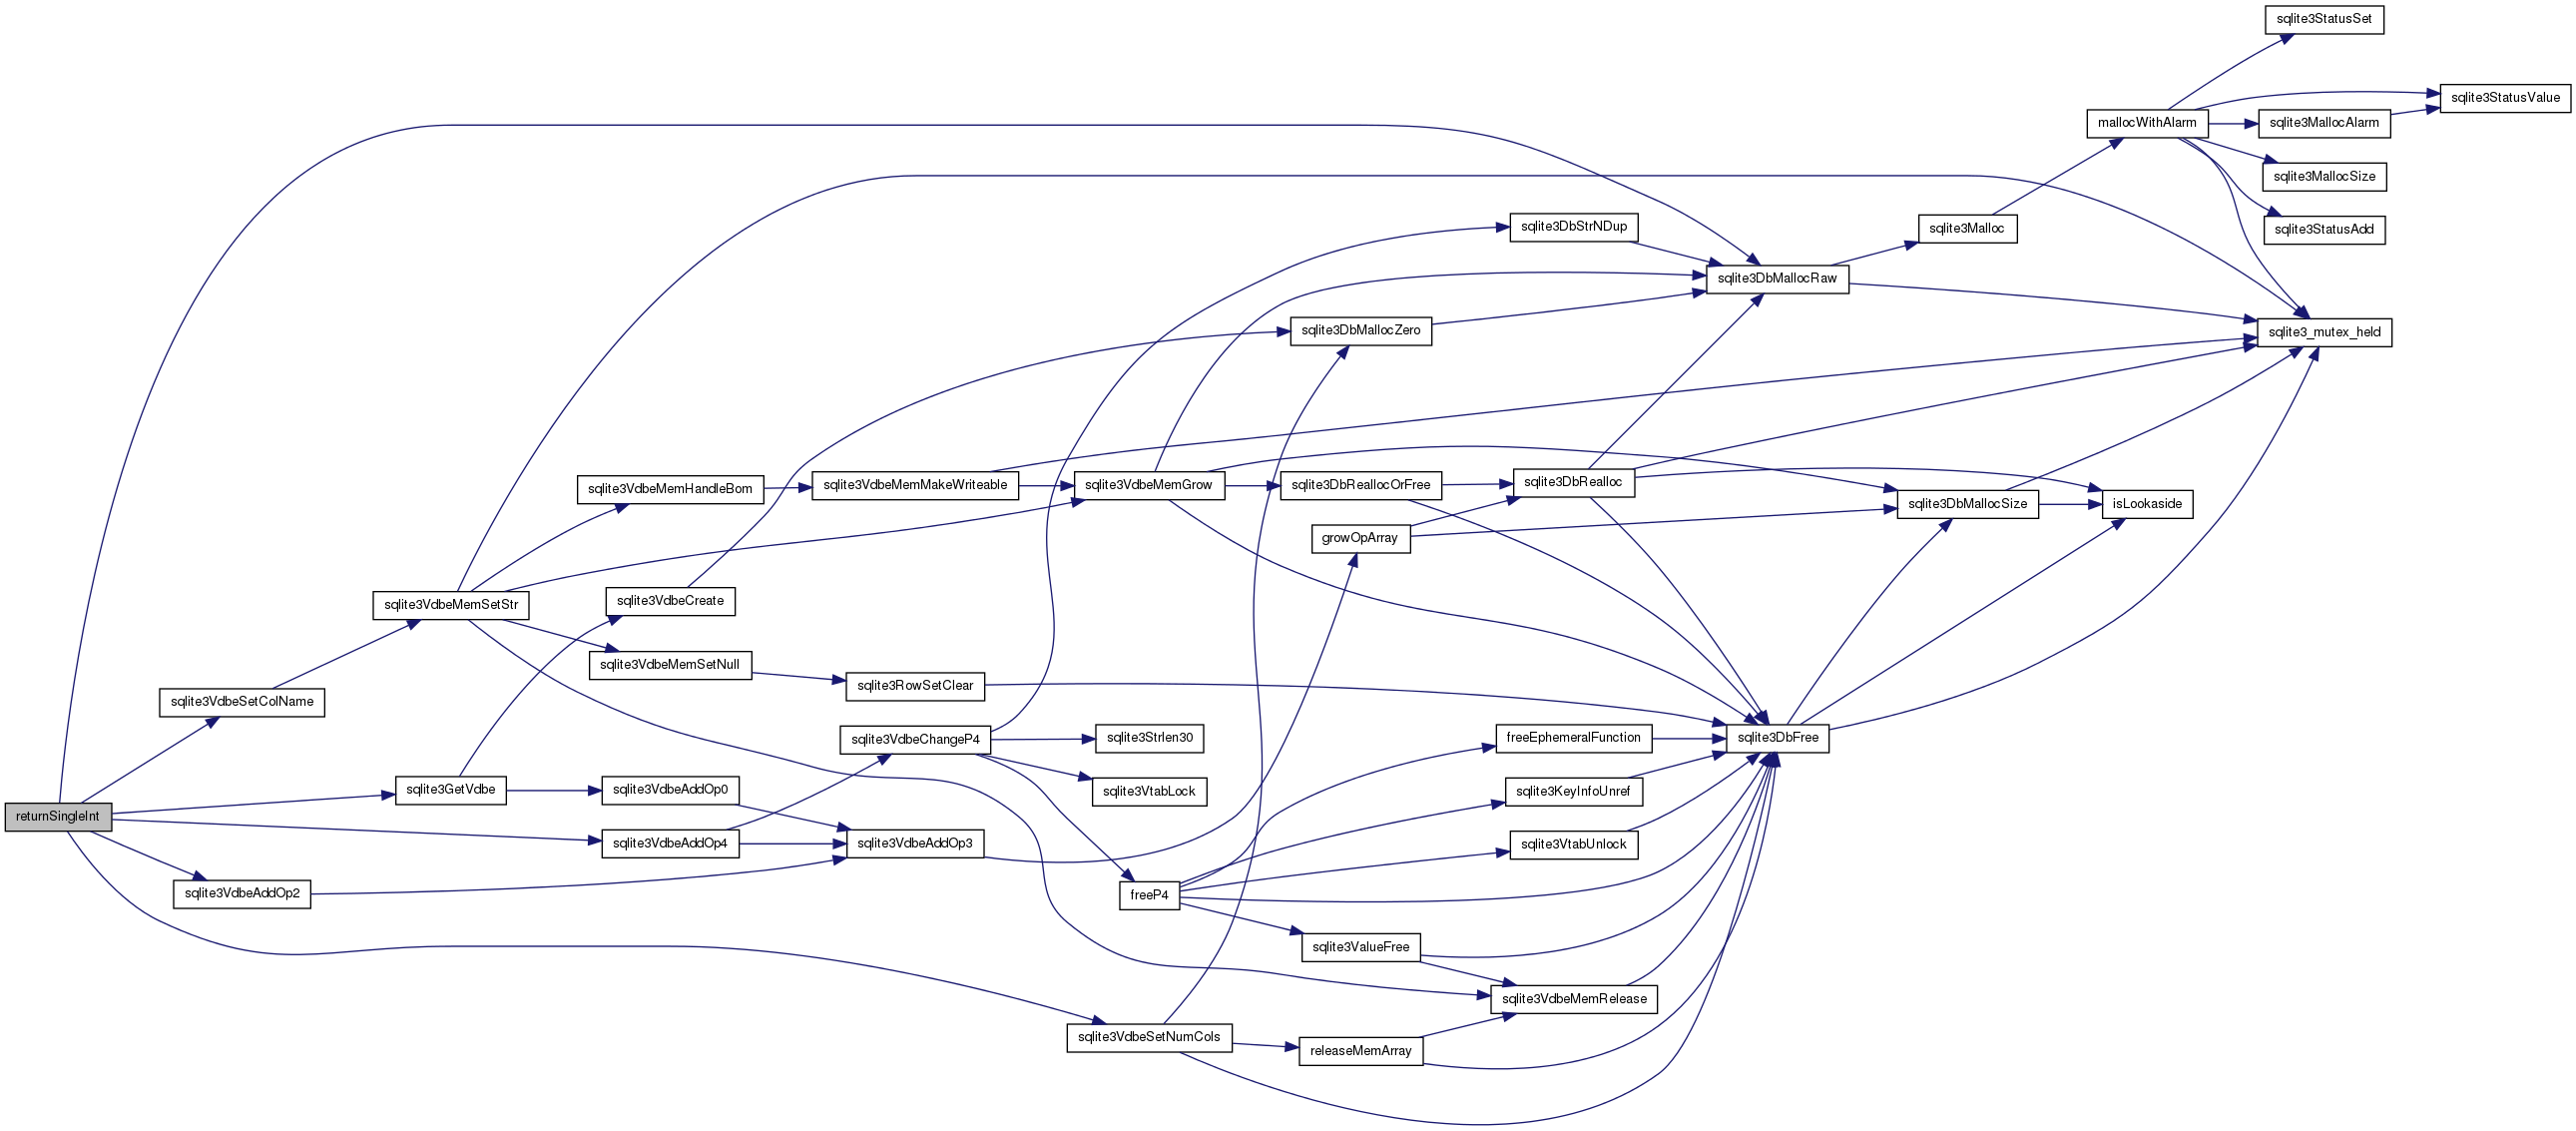 returnSingleInt
sqlite3VdbeSetColName
sqlite3VdbeAddOp2
sqlite3VdbeMemSetStr
sqlite3GetVdbe
sqlite3VdbeMemHandleBom
sqlite3VdbeCreate
sqlite3VdbeMemSetNull
sqlite3VdbeAddOp0
sqlite3VdbeAddOp4
sqlite3VdbeMemMakeWriteable
sqlite3RowSetClear
sqlite3VdbeChangeP4
sqlite3VdbeAddOp3
sqlite3VdbeMemGrow
sqlite3Strlen30
sqlite3VtabLock
freeP4
sqlite3VdbeSetNumCols
sqlite3DbMallocZero
sqlite3DbReallocOrFree
growOpArray
sqlite3ValueFree
releaseMemArray
sqlite3DbStrNDup
sqlite3DbRealloc
freeEphemeralFunction
sqlite3KeyInfoUnref
sqlite3VtabUnlock
sqlite3VdbeMemRelease
sqlite3DbMallocRaw
sqlite3DbFree
sqlite3Malloc
sqlite3DbMallocSize
mallocWithAlarm
isLookaside
sqlite3StatusSet
sqlite3MallocAlarm
sqlite3MallocSize
sqlite3StatusAdd
sqlite3_mutex_held
sqlite3StatusValue